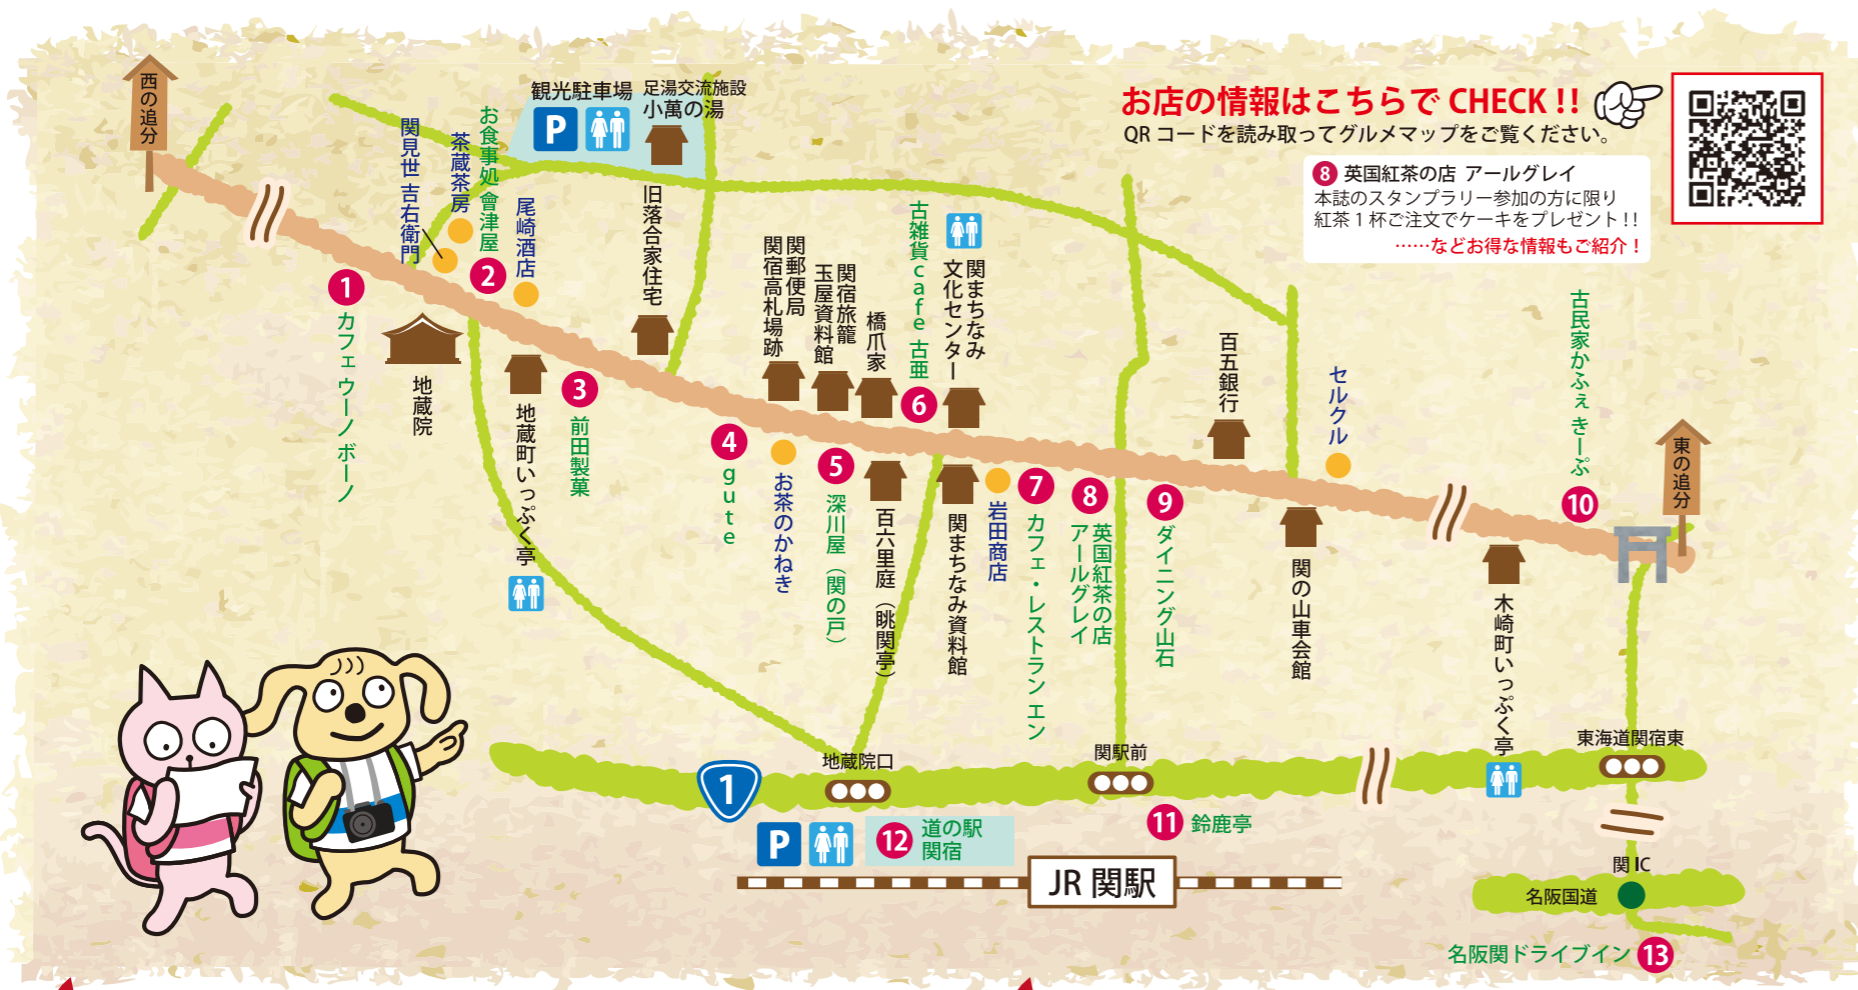 西の追分
観光駐車場
P
足湯交流施設
小萬の湯
お店の情報はこちらでCHECK!!
QRコードを読み取ってグルメマップをご覧ください。
8 英国紅茶の店 アールグレイ
本誌のスタンプラリー参加の方に限り
紅茶1杯ご注文でケーキをプレゼント!!
……などお得な情報もご紹介!
関見世 吉右衛門
茶蔵茶房
お食事処 會津屋
2
尾崎酒店
旧落合家住宅
1
カフェ ウーノ ボーノ
地蔵院
地蔵町いっぷく亭
3
前田製菓
関郵便局
関宿高札場跡
関宿旅籠
玉屋資料館
橋爪家
古雑貨cafe 古亜
6
関まちなみ
文化センター
4
gute
お茶のかねき
5
深川屋(関の戸)
百六里庭(眺関亭)
関まちなみ資料館
岩田商店
7
カフェ・レストラン エン
8
英国紅茶の店
アールグレイ
9
ダイニング山石
百五銀行
セルクル
関の山車会館
古民家かふぇ きーぷ
10
東の追分
木崎町いっぷく亭
1
地蔵院口
関駅前
東海道関宿東
P
12
道の駅
関宿
11 鈴鹿亭
JR 関駅
関IC
名阪国道
名阪関ドライブイン 13